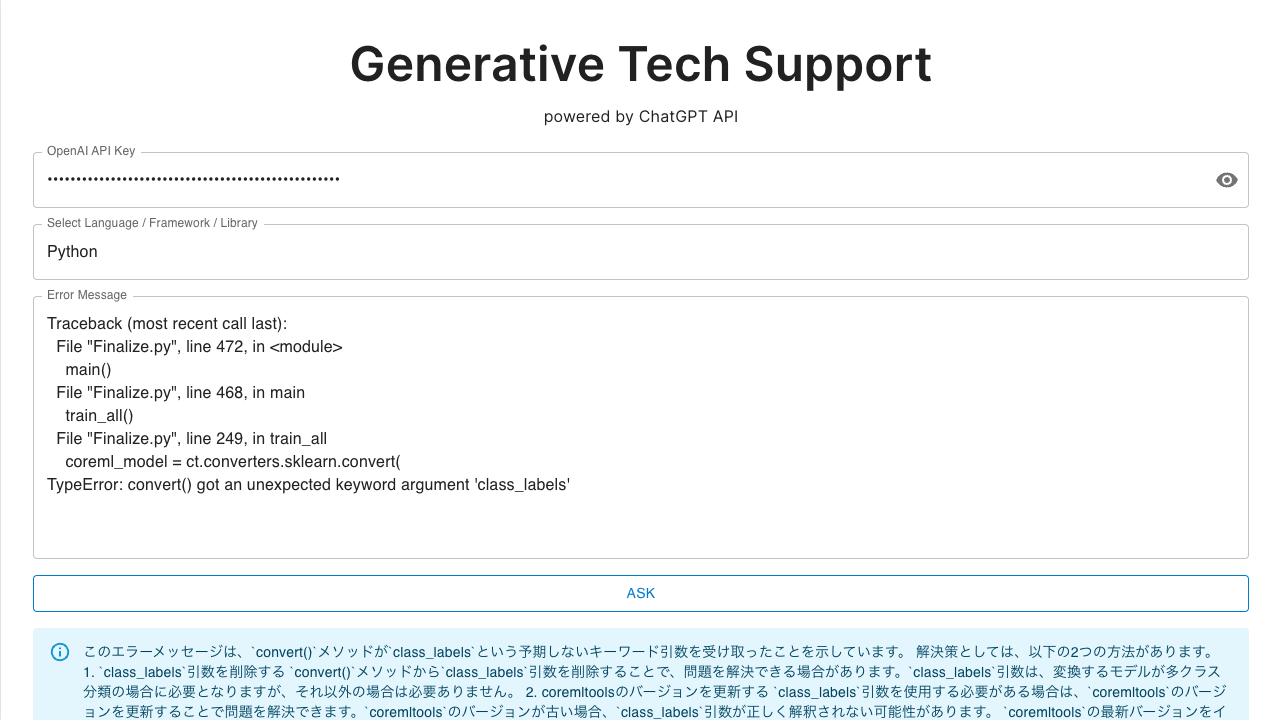 Generative Tech Support
powered by ChatGPT API
OpenAI API Key
••••••••••••••••••••••••••••••••••••••••••••••••••••
Select Language / Framework / Library
Python
Error Message
Traceback (most recent call last):
File "Finalize.py", line 472, in <module>
main()
File "Finalize.py", line 468, in main
train_all()
File "Finalize.py", line 249, in train_all
coreml_model = ct.converters.sklearn.convert(
TypeError: convert() got an unexpected keyword argument 'class_labels'
ASK
このエラーメッセージは、`convert()`メソッドが`class_labels`という予期しないキーワード引数を受け取ったことを示しています。 解決策としては、以下の2つの方法があります。
1. `class_labels`引数を削除する `convert()`メソッドから`class_labels`引数を削除することで、問題を解決できる場合があります。`class_labels`引数は、変換するモデルが多クラス
分類の場合に必要となりますが、それ以外の場合は必要ありません。 2. coremltoolsのバージョンを更新する `class_labels`引数を使用する必要がある場合は、`coremltools`のバージ
ョンを更新することで問題を解決できます。`coremltools`のバージョンが古い場合、`class_labels`引数が正しく解釈されない可能性があります。 `coremltools`の最新バージョンをイ